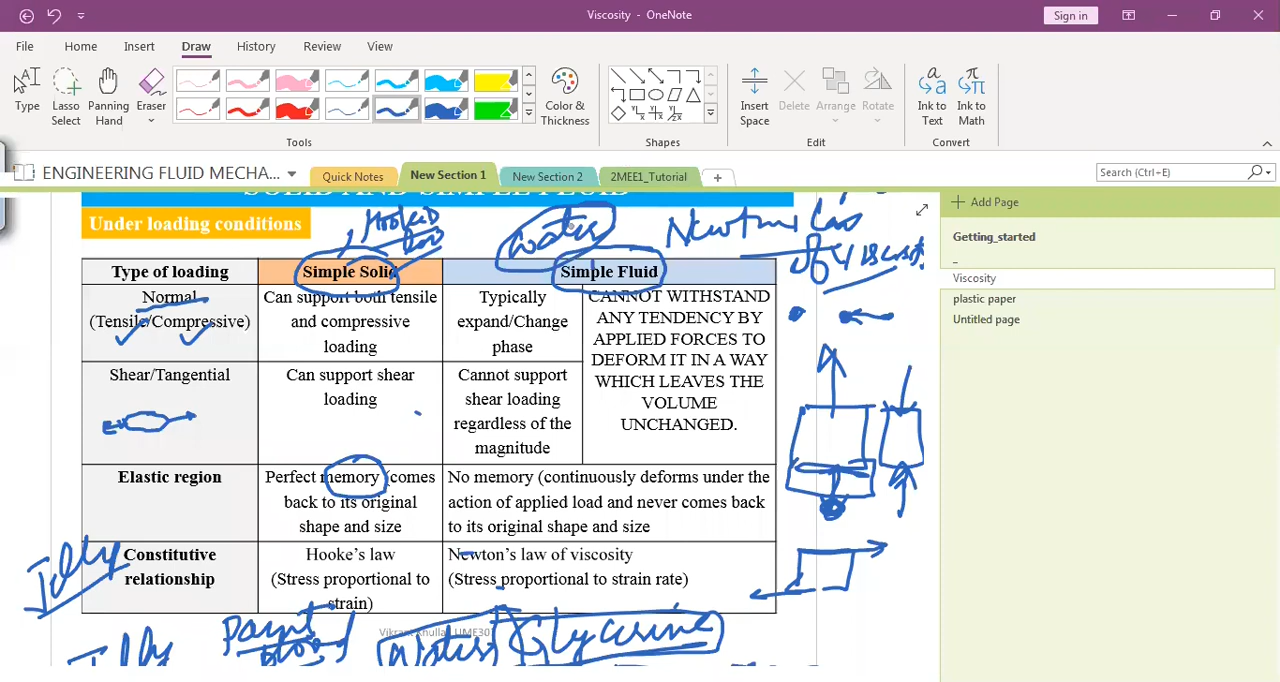 Viscosity - OneNote
Sign in
File Home Insert Draw History Review View
Type
Lasso Select
Panning Hand
Eraser
Color & Thickness
Insert Space
Delete
Arrange
Rotate
Ink to Text
Ink to Math
Tools
Shapes
Edit
Convert
ENGINEERING FLUID MECHA...
Quick Notes
New Section 1
New Section 2
2MEE1_Tutorial
Search (Ctrl+E)
Add Page
Getting_started
_
Viscosity
plastic paper
Untitled page
SOLID AND SIMPLE FLUID
Under loading conditions
water
Type of loading
Simple Solid
Simple Fluid
Normal
(Tensile/Compressive)
Can support both tensile
and compressive
loading
Typically
expand/Change
phase
CANNOT WITHSTAND
ANY TENDENCY BY
APPLIED FORCES TO
DEFORM IT IN A WAY
WHICH LEAVES THE
VOLUME
UNCHANGED.
Shear/Tangential
Can support shear
loading
Cannot support
shear loading
regardless of the
magnitude
Elastic region
Perfect memory (comes
back to its original
shape and size
No memory (continuously deforms under the
action of applied load and never comes back
to its original shape and size
Constitutive
relationship
Hooke's law
(Stress proportional to
strain)
Newton's law of viscosity
(Stress proportional to strain rate)
paint
Water
Glycerine